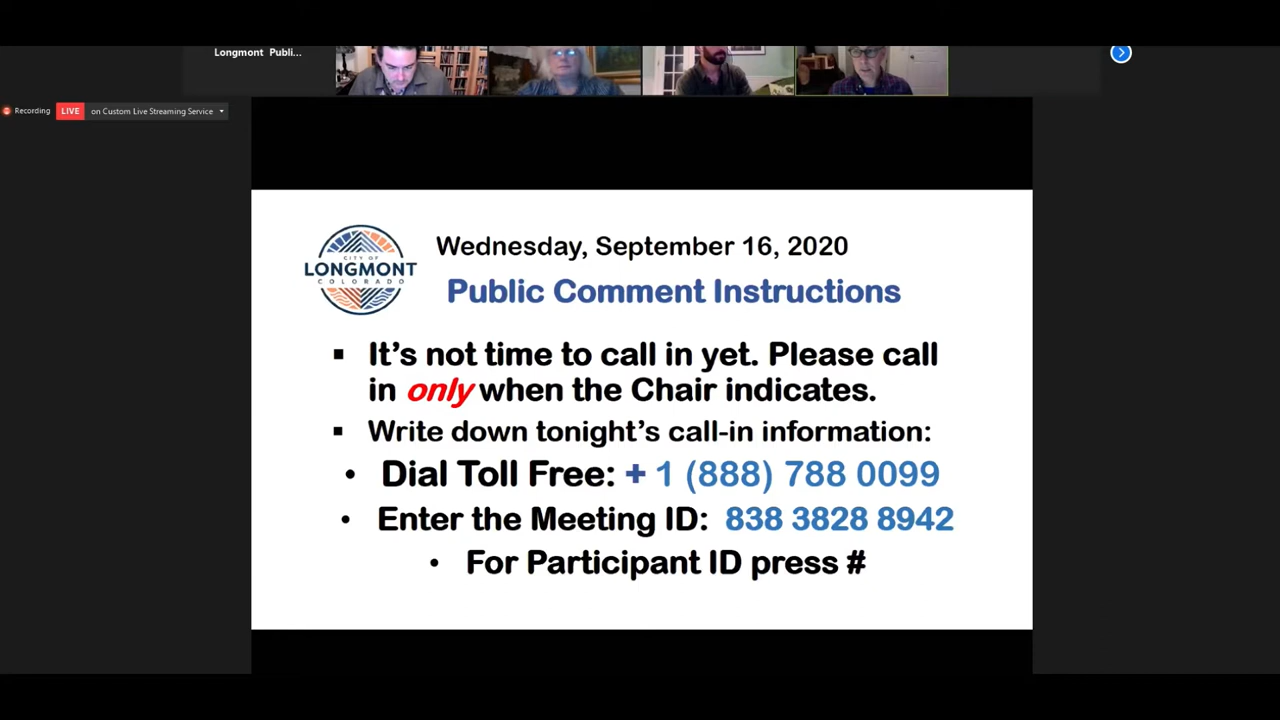 Longmont Publi...
Recording
LIVE
on Custom Live Streaming Service
CITY OF
LONGMONT
COLORADO
Wednesday, September 16, 2020
Public Comment Instructions
▪ It's not time to call in yet. Please call
in only when the Chair indicates.
▪ Write down tonight's call-in information:
• Dial Toll Free: + 1 (888) 788 0099
• Enter the Meeting ID: 838 3828 8942
• For Participant ID press #